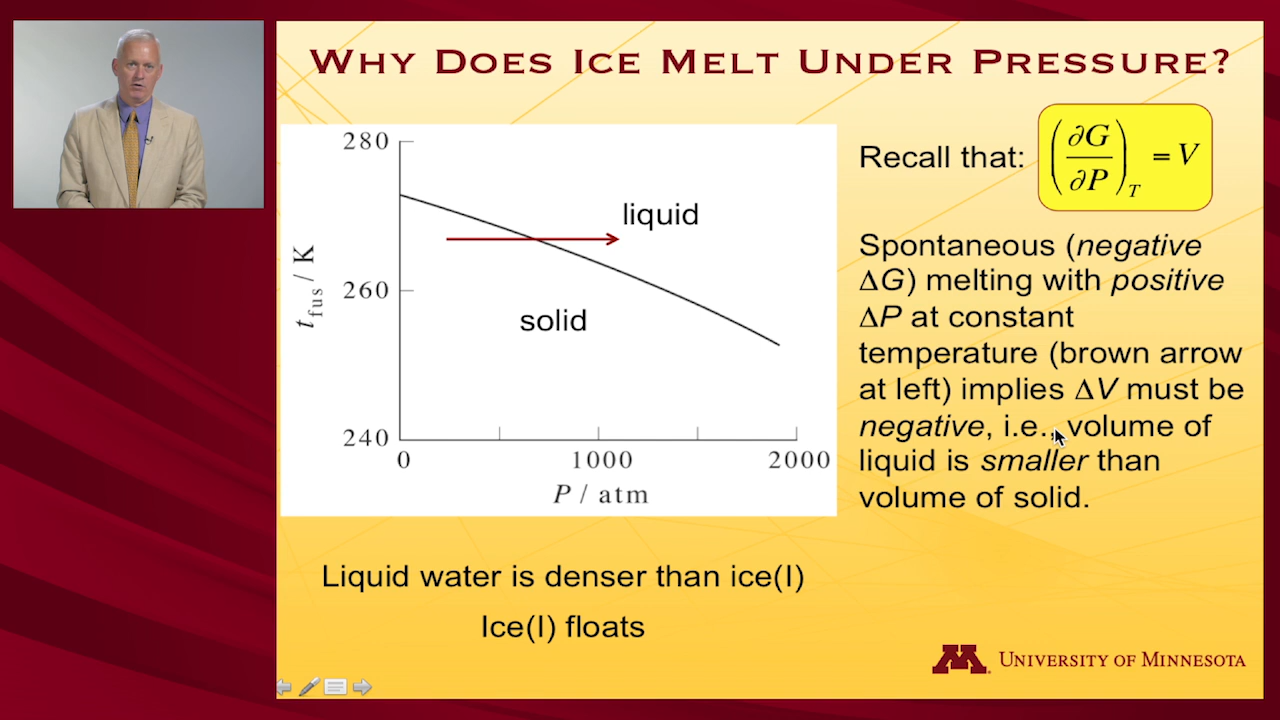 WHY DOES ICE MELT UNDER PRESSURE?
280
260
240
t_fus / K
liquid
solid
0
1000
2000
P / atm
Recall that:
(∂G/∂P)_T = V
Spontaneous (negative
ΔG) melting with positive
ΔP at constant
temperature (brown arrow
at left) implies ΔV must be
negative, i.e., volume of
liquid is smaller than
volume of solid.
Liquid water is denser than ice(I)
Ice(I) floats
M
UNIVERSITY OF MINNESOTA